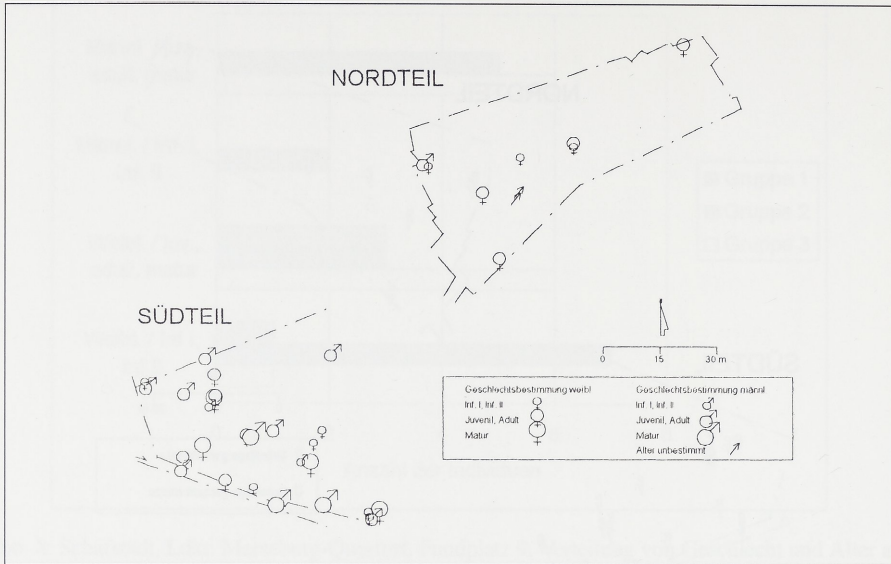 NORDTEIL
SÜDTEIL
0 15 30 m
Geschlechtsbestimmung weibl
Inf. I, Inf. II
Juvenil, Adult
Matur
Geschlechtsbestimmung männl
Inf. I, Inf. II
Juvenil, Adult
Matur
Alter unbestimmt